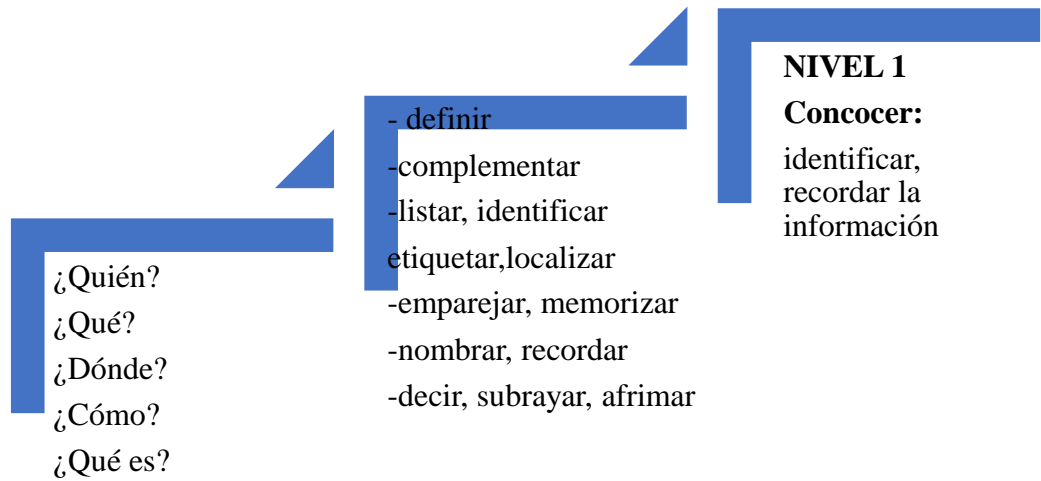 ¿Quién?
¿Qué?
¿Dónde?
¿Cómo?
¿Qué es?
- definir
-complementar
-listar, identificar
etiquetar,localizar
-emparejar, memorizar
-nombrar, recordar
-decir, subrayar, afrimar
NIVEL 1
Concocer:
identificar,
recordar la
información